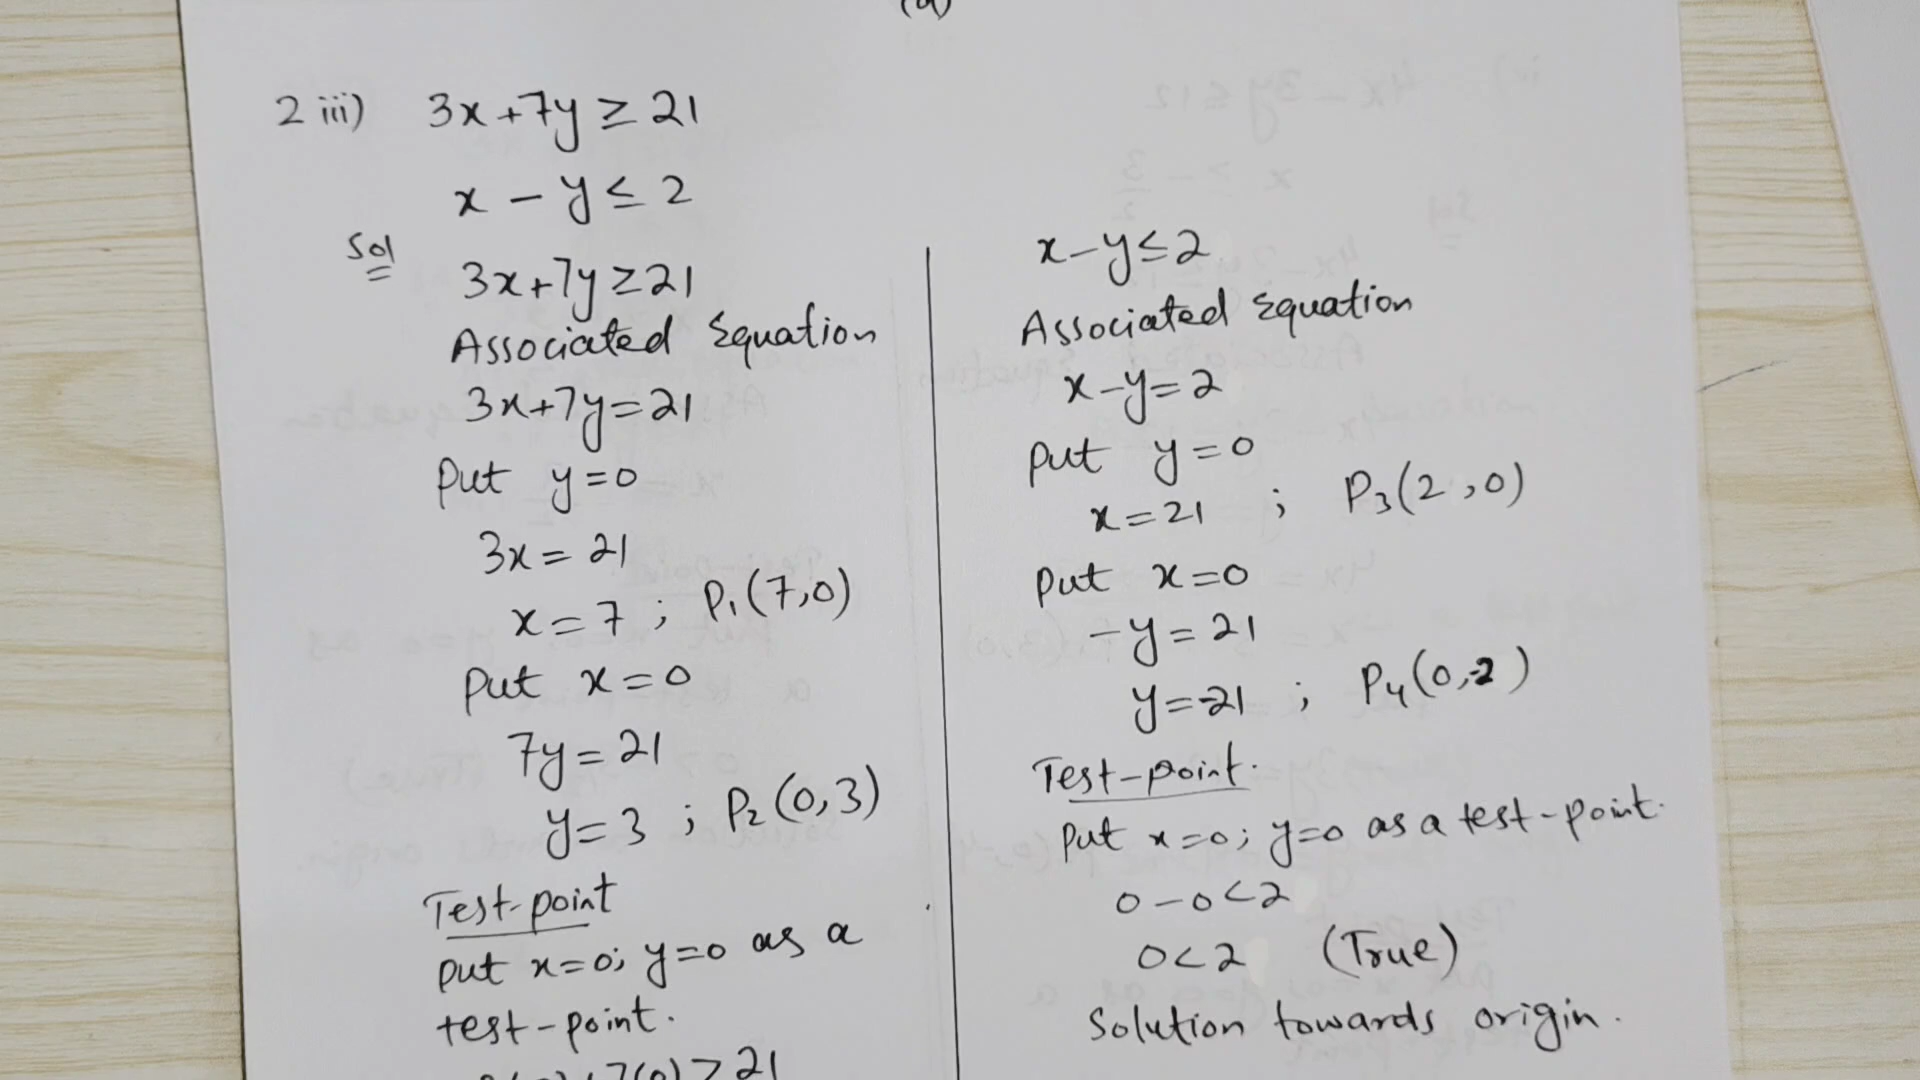 (a)
2 iii) 3x+7y ≥ 21
x - y ≤ 2
Sol
3x+7y ≥ 21
Associated Equation
3x+7y=21
Put y=0
3x = 21
x = 7 ; P₁(7,0)
Put x=0
7y=21
y=3 ; P₂(0,3)
Test-point
Put x=0; y=0 as a
test-point.
x-y≤2
Associated Equation
x-y=2
Put y=0
x=21 ; P₃(2,0)
Put x=0
-y=21
y=-21 ; P₄(0,-2)
Test-point.
Put x=0; y=0 as a test-point.
0-0<2
0<2 (True)
Solution towards origin.